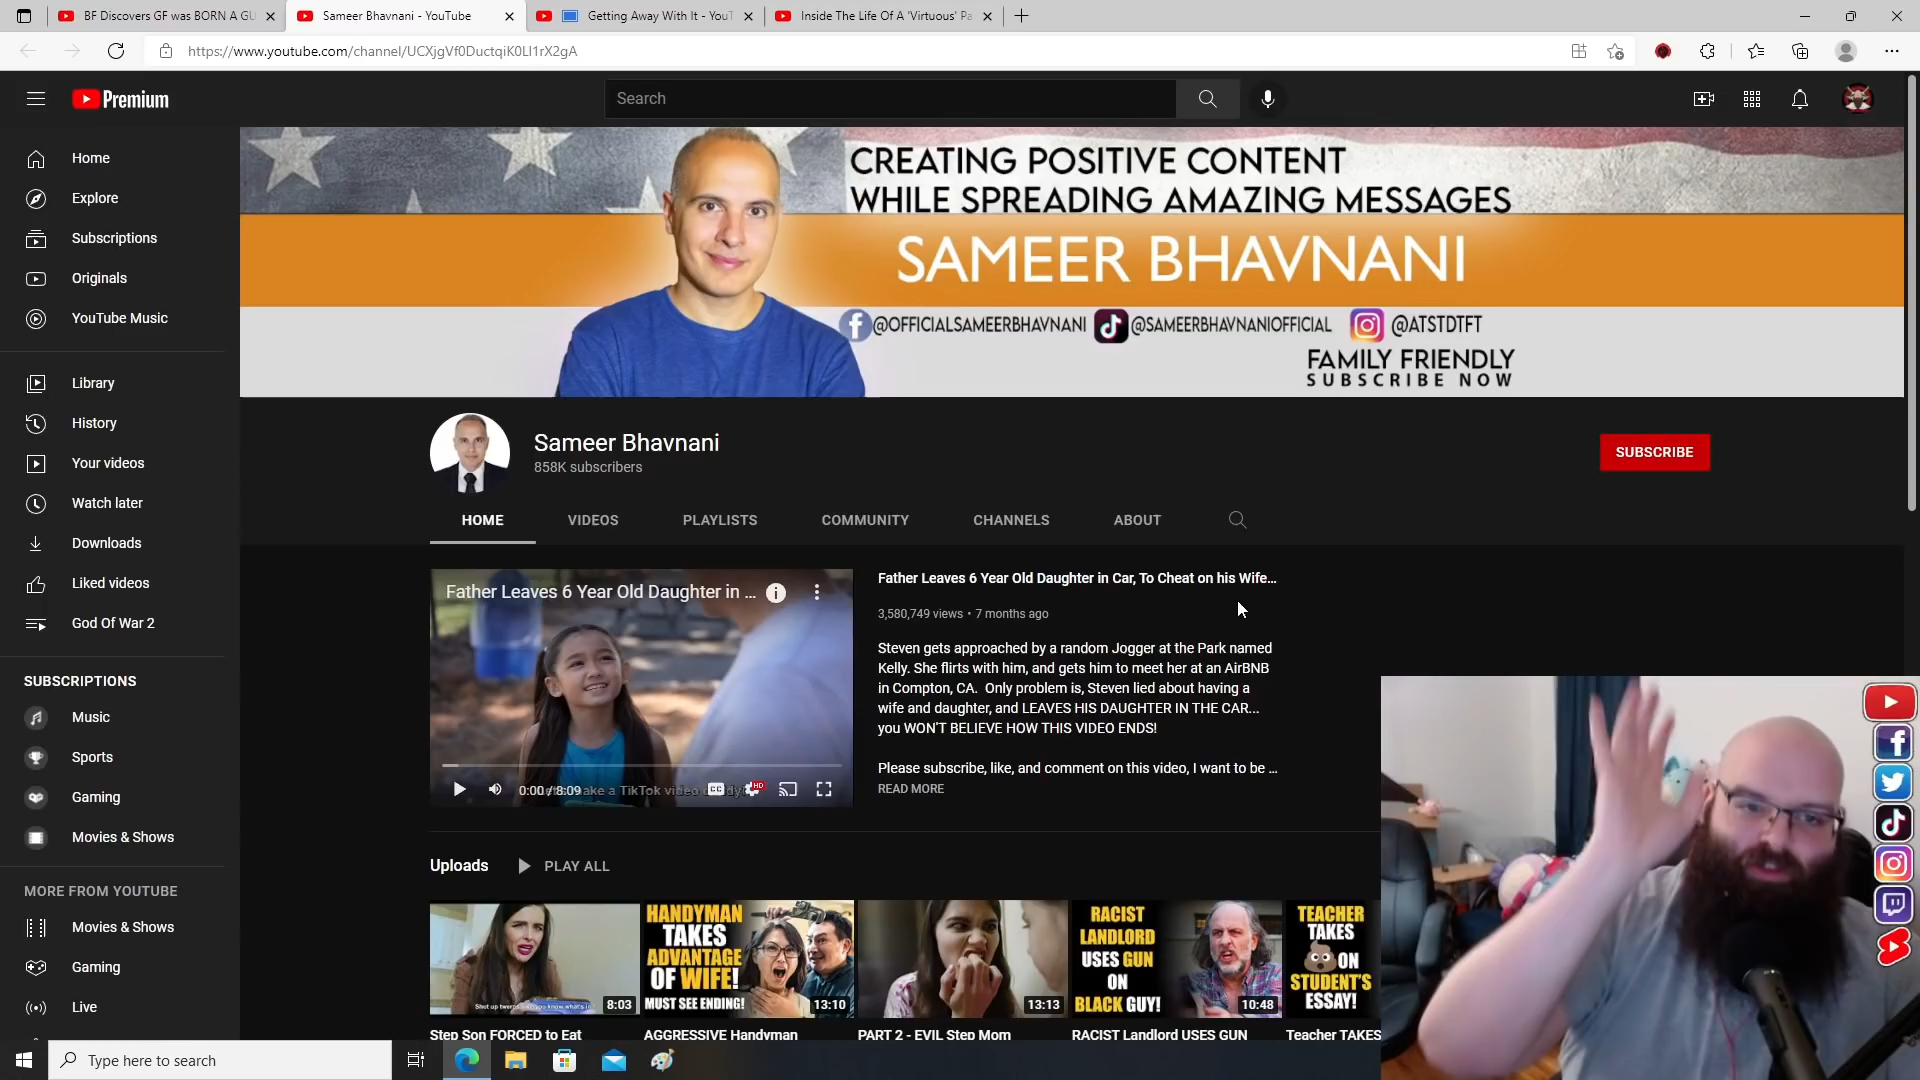 BF Discovers GF was BORN A GU
Sameer Bhavnani - YouTube
Getting Away With It - YouT
Inside The Life Of A 'Virtuous' Pa
https://www.youtube.com/channel/UCXjgVf0DuctqiK0LI1rX2gA
Premium
Search
Home
Explore
Subscriptions
Originals
YouTube Music
Library
History
Your videos
Watch later
Downloads
Liked videos
God Of War 2
SUBSCRIPTIONS
Music
Sports
Gaming
Movies & Shows
MORE FROM YOUTUBE
Movies & Shows
Gaming
Live
CREATING POSITIVE CONTENT
WHILE SPREADING AMAZING MESSAGES
SAMEER BHAVNANI
@OFFICIALSAMEERBHAVNANI @SAMEERBHAVNANIOFFICIAL @ATSTDTFT
FAMILY FRIENDLY
SUBSCRIBE NOW
Sameer Bhavnani
858K subscribers
SUBSCRIBE
HOME VIDEOS PLAYLISTS COMMUNITY CHANNELS ABOUT
Father Leaves 6 Year Old Daughter in ...
0:00 / 8:09
CC
HD
Father Leaves 6 Year Old Daughter in Car, To Cheat on his Wife...
3,580,749 views • 7 months ago
Steven gets approached by a random Jogger at the Park named
Kelly. She flirts with him, and gets him to meet her at an AirBNB
in Compton, CA. Only problem is, Steven lied about having a
wife and daughter, and LEAVES HIS DAUGHTER IN THE CAR...
you WON'T BELIEVE HOW THIS VIDEO ENDS!
Please subscribe, like, and comment on this video, I want to be ...
READ MORE
Uploads
PLAY ALL
8:03
Step Son FORCED to Eat
HANDYMAN
TAKES
ADVANTAGE
OF WIFE!
MUST SEE ENDING!
13:10
AGGRESSIVE Handyman
13:13
PART 2 - EVIL Step Mom
RACIST
LANDLORD
USES GUN
ON
BLACK GUY!
10:48
RACIST Landlord USES GUN
TEACHER
TAKES
ON
STUDENT'S
ESSAY!
Teacher TAKES
Type here to search